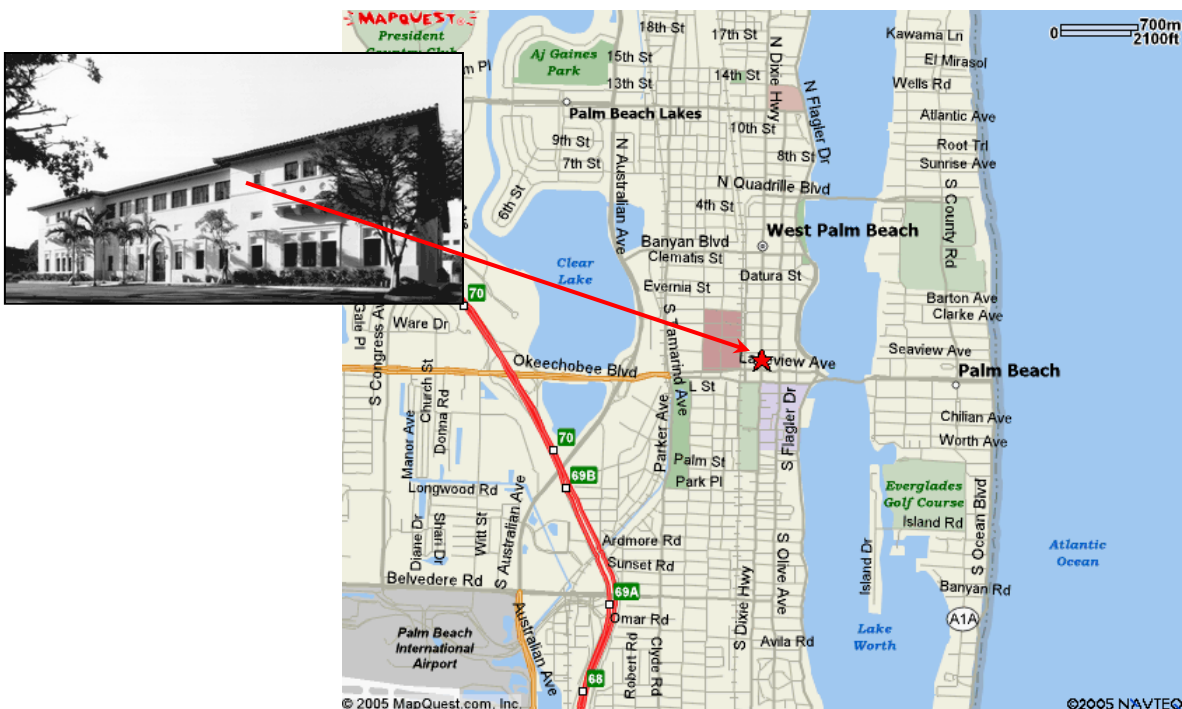 MAPQUEST
President
Country Club
18th St
17th St
Kawama Ln
700m
0
2100ft
Aj Gaines
Park
15th St
N Dixie Hwy
El Mirasol
14th St
13th St
Wells Rd
N Flagler Dr
Palm Beach Lakes
Atlantic Ave
10th St
9th St
Root Trl
N Australian Ave
8th St
Sunrise Ave
7th St
N Quadrille Blvd
S County Rd
6th St
4th St
West Palm Beach
Banyan Blvd
Clematis St
Clear
Lake
Datura St
Evernia St
70
Barton Ave
Clarke Ave
Gale Pl
S Congress Ave
Ware Dr
S Tamarind Ave
Seaview Ave
Okeechobee Blvd
Lakeview Ave
Palm Beach
L St
Church St
Donna Rd
Manor Ave
Parker Ave
S Flagler Dr
Chilian Ave
70
Worth Ave
Palm St
69B
Park Pl
Longwood Rd
Everglades
Golf Course
S Australian Ave
Island Rd
S Ocean Blvd
Diane Dr
Shari Dr
Witt St
Ardmore Rd
Atlantic
Ocean
Sunset Rd
S Dixie Hwy
S Olive Ave
Island Dr
Belvedere Rd
69A
Banyan Rd
Australian Ave
Omar Rd
A1A
Palm Beach
International
Airport
Robert Rd
Clyde Rd
Avila Rd
Lake
Worth
68
© 2005 MapQuest.com, Inc.
©2005 NAVTEQ